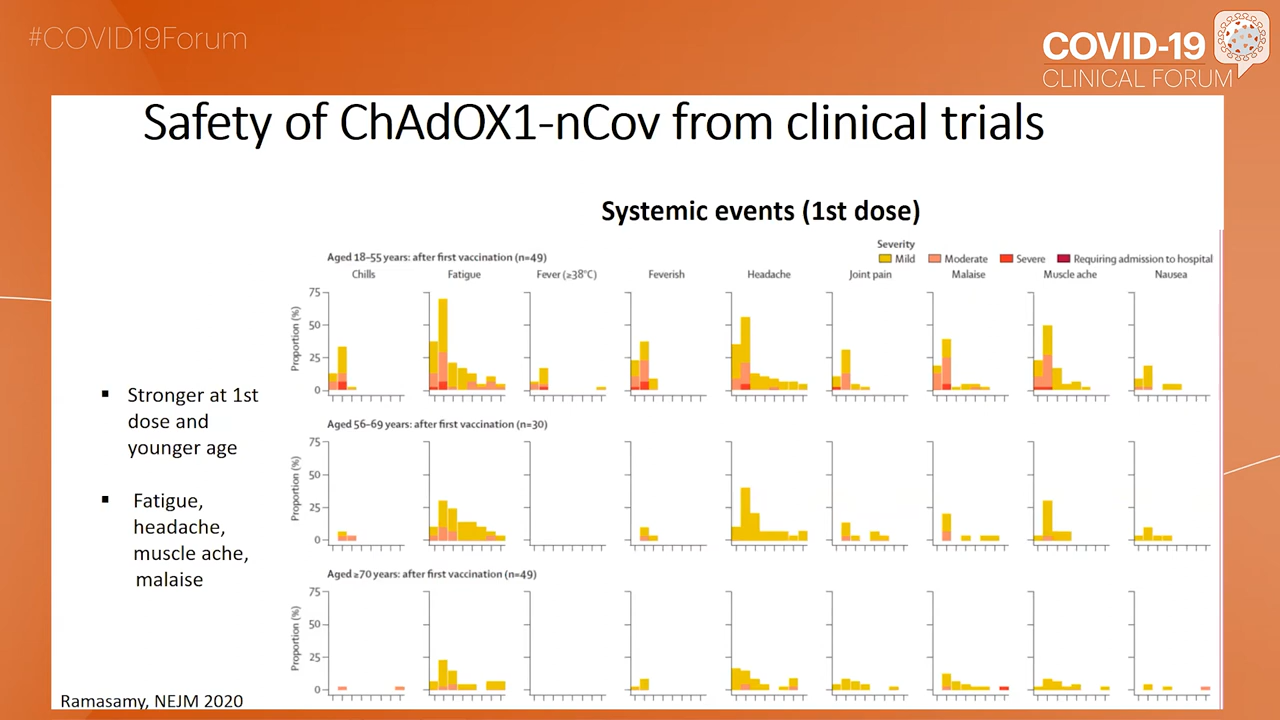 #COVID19Forum
COVID-19
CLINICAL FORUM
Safety of ChAdOX1-nCov from clinical trials
Systemic events (1st dose)
Severity
Mild Moderate Severe Requiring admission to hospital
Aged 18–55 years: after first vaccination (n=49)
Chills Fatigue Fever (≥38°C) Feverish Headache Joint pain Malaise Muscle ache Nausea
Proportion (%)
75
50
25
0
▪ Stronger at 1st
dose and
younger age
▪ Fatigue,
headache,
muscle ache,
malaise
Aged 56–69 years: after first vaccination (n=30)
Proportion (%)
75
50
25
0
Aged ≥70 years: after first vaccination (n=49)
Proportion (%)
75
50
25
0
Ramasamy, NEJM 2020